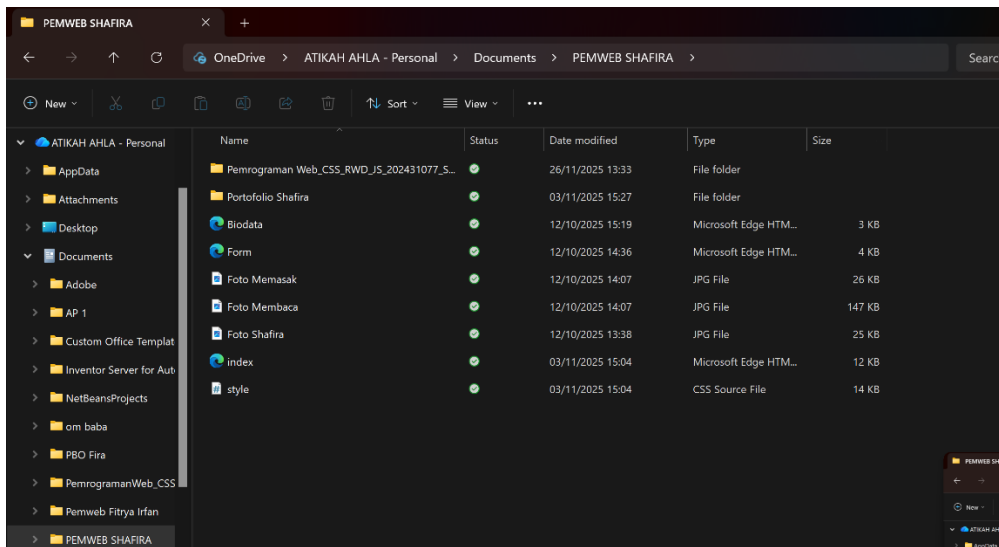 PEMWEB SHAFIRA
OneDrive > ATIKAH AHLA - Personal > Documents > PEMWEB SHAFIRA > Searc
New Sort View ...
ATIKAH AHLA - Personal
AppData
Attachments
Desktop
Documents
Adobe
AP 1
Custom Office Templat
Inventor Server for Aut
NetBeansProjects
om baba
PBO Fira
PemrogramanWeb_CSS
Pemweb Fitrya Irfan
PEMWEB SHAFIRA
Name Status Date modified Type Size
Pemrograman Web_CSS_RWD_JS_202431077_S... 26/11/2025 13:33 File folder
Portofolio Shafira 03/11/2025 15:27 File folder
Biodata 12/10/2025 15:19 Microsoft Edge HTM... 3 KB
Form 12/10/2025 14:36 Microsoft Edge HTM... 4 KB
Foto Memasak 12/10/2025 14:07 JPG File 26 KB
Foto Membaca 12/10/2025 14:07 JPG File 147 KB
Foto Shafira 12/10/2025 13:38 JPG File 25 KB
index 03/11/2025 15:04 Microsoft Edge HTM... 12 KB
style 03/11/2025 15:04 CSS Source File 14 KB
PEMWEB SH
New
ATIKAH AH
AppData